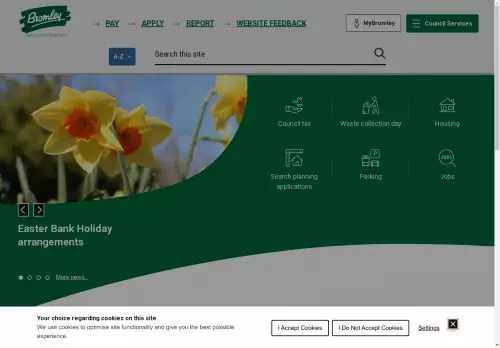 Bromley
PAY
APPLY
REPORT
WEBSITE FEEDBACK
MyBromley
Council Services
A-Z
Search this site
Council tax
Waste collection day
Housing
Search planning
applications
P
Parking
JOBS
Jobs
Easter Bank Holiday
arrangements
More news..
Your choice regarding cookies on this site
We use cookies to optimise site functionality and give you the best possible
experience.
I Accept Cookies
I Do Not Accept Cookies
Settings